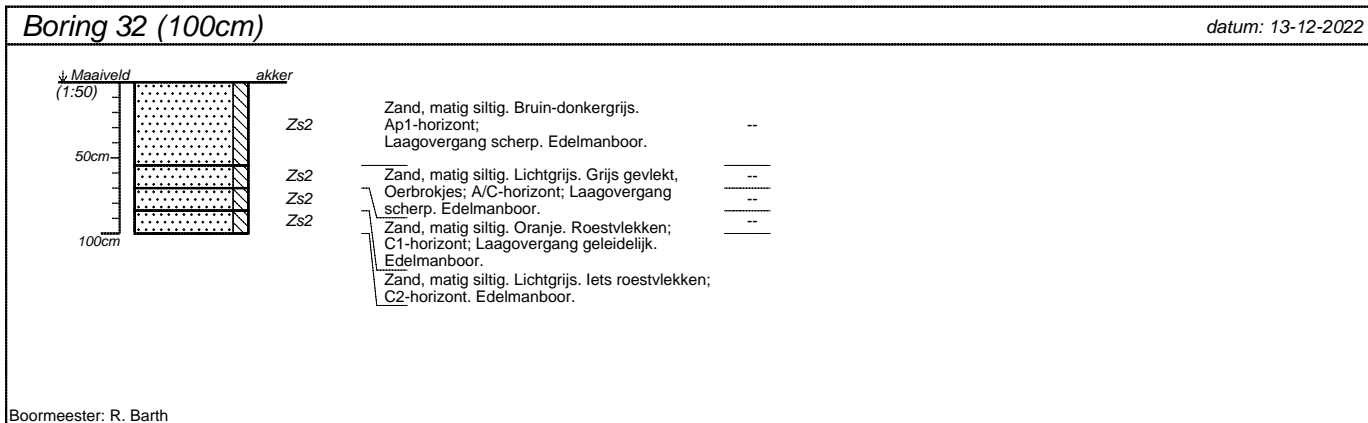 Boring 32 (100cm)
datum: 13-12-2022
Maaiveld
akker
(1:50)
50cm
100cm
Zs2
Zand, matig siltig. Bruin-donkergrijs.
Ap1-horizont;
Laagovergang scherp. Edelmanboor.
--
Zs2
Zand, matig siltig. Lichtgrijs. Grijs gevlekt,
Oerbrokjes; A/C-horizont; Laagovergang
scherp. Edelmanboor.
--
Zs2
Zand, matig siltig. Oranje. Roestvlekken;
C1-horizont; Laagovergang geleidelijk.
Edelmanboor.
--
Zs2
Zand, matig siltig. Lichtgrijs. Iets roestvlekken;
C2-horizont. Edelmanboor.
--
Boormeester: R. Barth